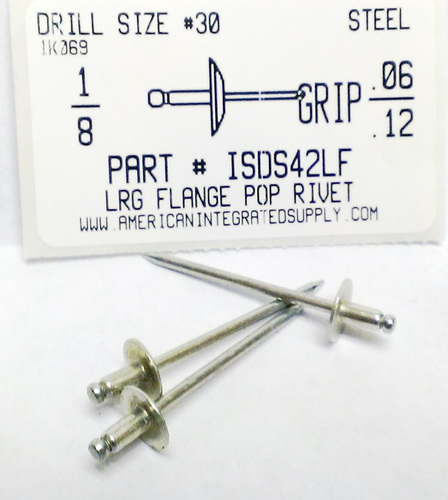 DRILL SIZE #30 STEEL
1K069
1/8 GRIP .06
.12
PART # ISDS42LF
LRG FLANGE POP RIVET
WWW.AMERICANINTEGRATEDSUPPLY.COM